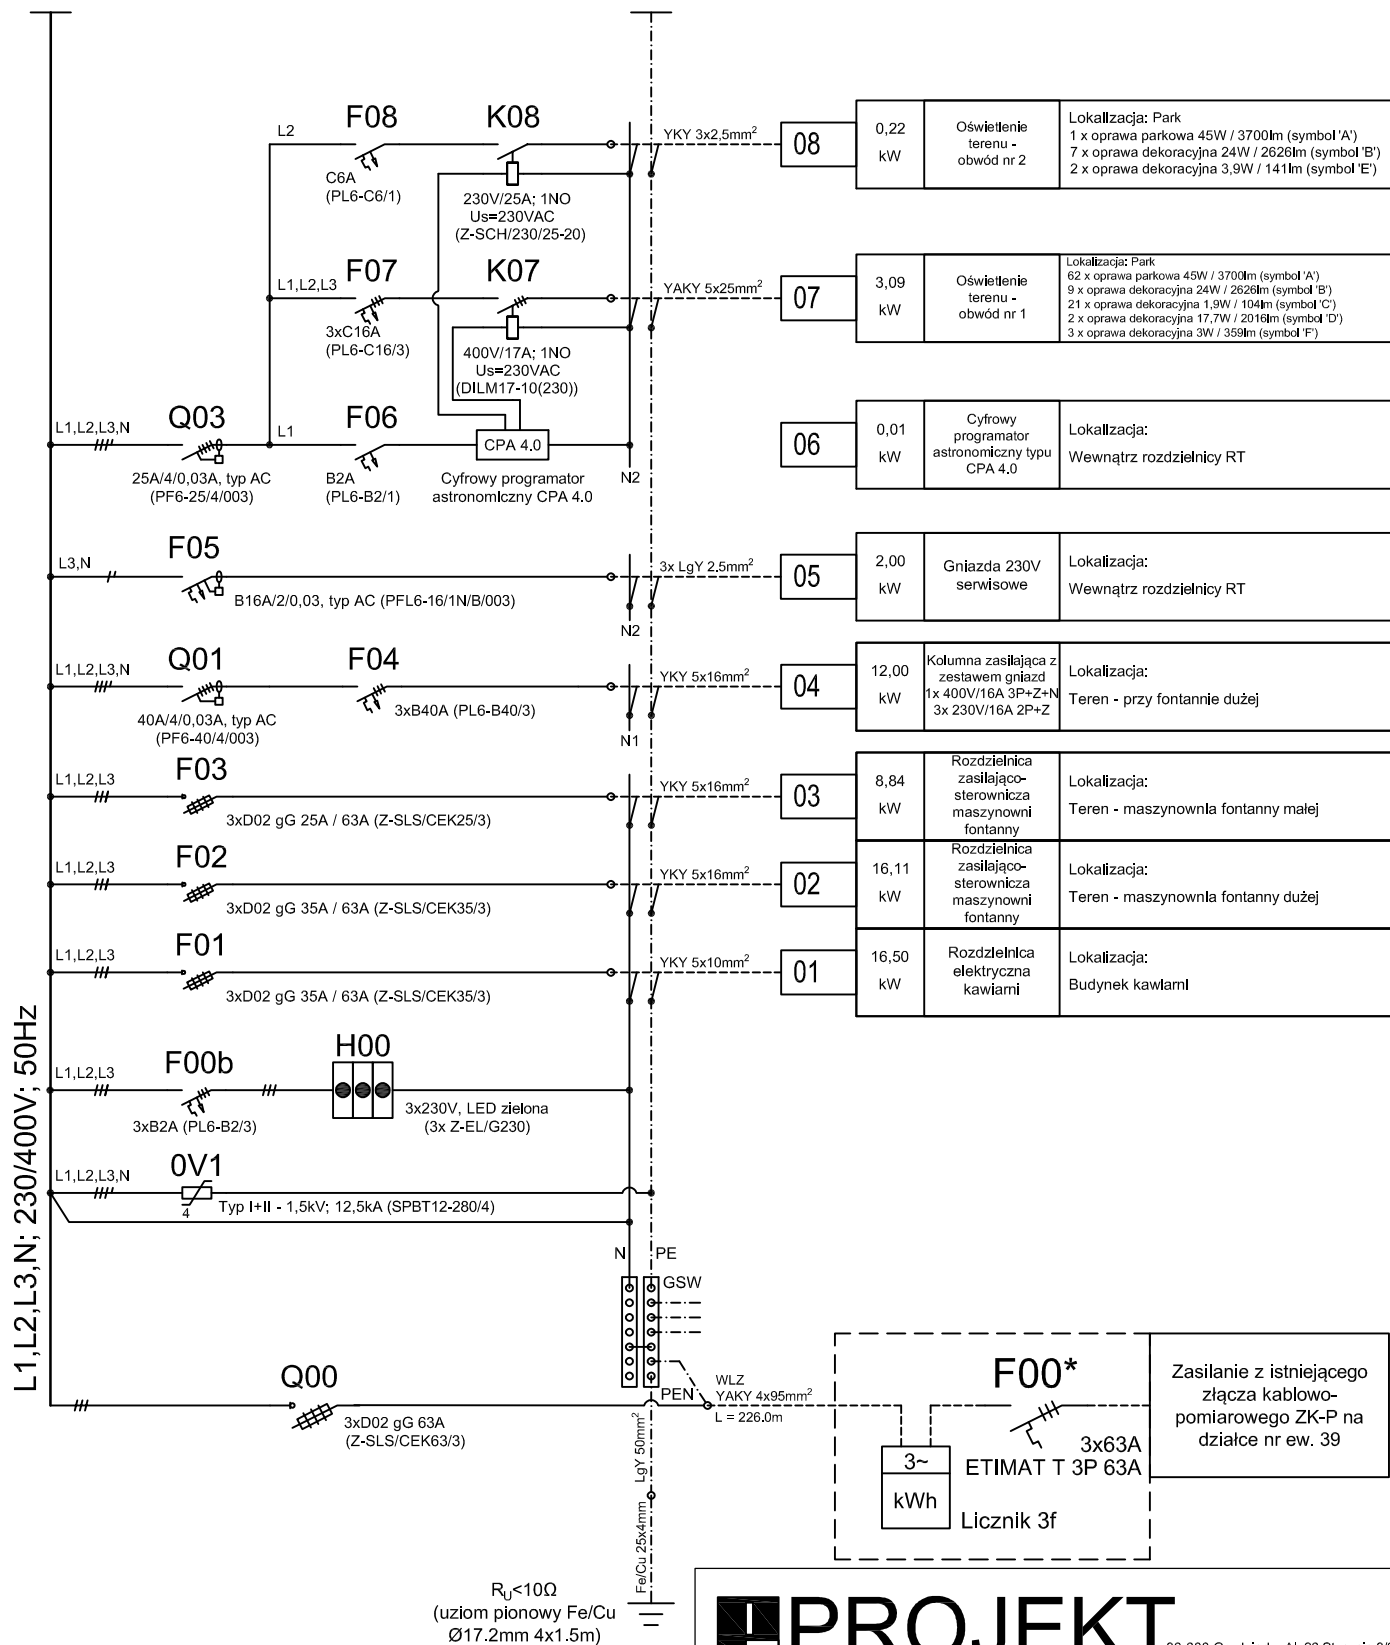 L2
F08
K08
C6A
(PL6-C6/1)
230V/25A; 1NO
Us=230VAC
(Z-SCH/230/25-20)
YKY 3x2,5mm²
08
0,22
kW
Oświetlenie
terenu -
obwód nr 2
Lokalizacja: Park
1 x oprawa parkowa 45W / 3700lm (symbol 'A')
7 x oprawa dekoracyjna 24W / 2626lm (symbol 'B')
2 x oprawa dekoracyjna 3,9W / 141lm (symbol 'E')
L1,L2,L3
F07
K07
3xC16A
(PL6-C16/3)
400V/17A; 1NO
Us=230VAC
(DILM17-10(230))
YAKY 5x25mm²
07
3,09
kW
Oświetlenie
terenu -
obwód nr 1
Lokalizacja: Park
62 x oprawa parkowa 45W / 3700lm (symbol 'A')
9 x oprawa dekoracyjna 24W / 2626lm (symbol 'B')
21 x oprawa dekoracyjna 1,9W / 104lm (symbol 'C')
2 x oprawa dekoracyjna 17,7W / 2016lm (symbol 'D')
3 x oprawa dekoracyjna 3W / 359lm (symbol 'F')
L1,L2,L3,N
Q03
25A/4/0,03A, typ AC
(PF6-25/4/003)
L1
F06
B2A
(PL6-B2/1)
CPA 4.0
Cyfrowy programator
astronomiczny CPA 4.0
N2
06
0,01
kW
Cyfrowy
programator
astronomiczny typu
CPA 4.0
Lokalizacja:
Wewnątrz rozdzielnicy RT
L3,N
F05
B16A/2/0,03, typ AC (PFL6-16/1N/B/003)
N2
3x LgY 2.5mm²
05
2,00
kW
Gniazda 230V
serwisowe
Lokalizacja:
Wewnątrz rozdzielnicy RT
L1,L2,L3,N
Q01
40A/4/0,03A, typ AC
(PF6-40/4/003)
F04
3xB40A (PL6-B40/3)
N1
YKY 5x16mm²
04
12,00
kW
Kolumna zasilająca z
zestawem gniazd
1x 400V/16A 3P+Z+N
3x 230V/16A 2P+Z
Lokalizacja:
Teren - przy fontannie dużej
L1,L2,L3
F03
3xD02 gG 25A / 63A (Z-SLS/CEK25/3)
YKY 5x16mm²
03
8,84
kW
Rozdzielnica
zasilająco-
sterownicza
maszynowni
fontanny
Lokalizacja:
Teren - maszynownia fontanny małej
L1,L2,L3
F02
3xD02 gG 35A / 63A (Z-SLS/CEK35/3)
YKY 5x16mm²
02
16,11
kW
Rozdzielnica
zasilająco-
sterownicza
maszynowni
fontanny
Lokalizacja:
Teren - maszynownia fontanny dużej
L1,L2,L3
F01
3xD02 gG 35A / 63A (Z-SLS/CEK35/3)
YKY 5x10mm²
01
16,50
kW
Rozdzielnica
elektryczna
kawiarni
Lokalizacja:
Budynek kawiarni
L1,L2,L3,N; 230/400V; 50Hz
L1,L2,L3
F00b
3xB2A (PL6-B2/3)
H00
3x230V, LED zielona
(3x Z-EL/G230)
L1,L2,L3,N
0V1
4
Typ I+II - 1,5kV; 12,5kA (SPBT12-280/4)
N
PE
GSW
PEN
Q00
3xD02 gG 63A
(Z-SLS/CEK63/3)
WLZ
YAKY 4x95mm²
L = 226.0m
LgY 50mm²
Fe/Cu 25x4mm
F00*
3x63A
ETIMAT T 3P 63A
3~
kWh
Licznik 3f
Zasilanie z istniejącego
złącza kablowo-
pomiarowego ZK-P na
działce nr ew. 39
RU<10Ω
(uziom pionowy Fe/Cu
Ø17.2mm 4x1.5m)
PROJEKT